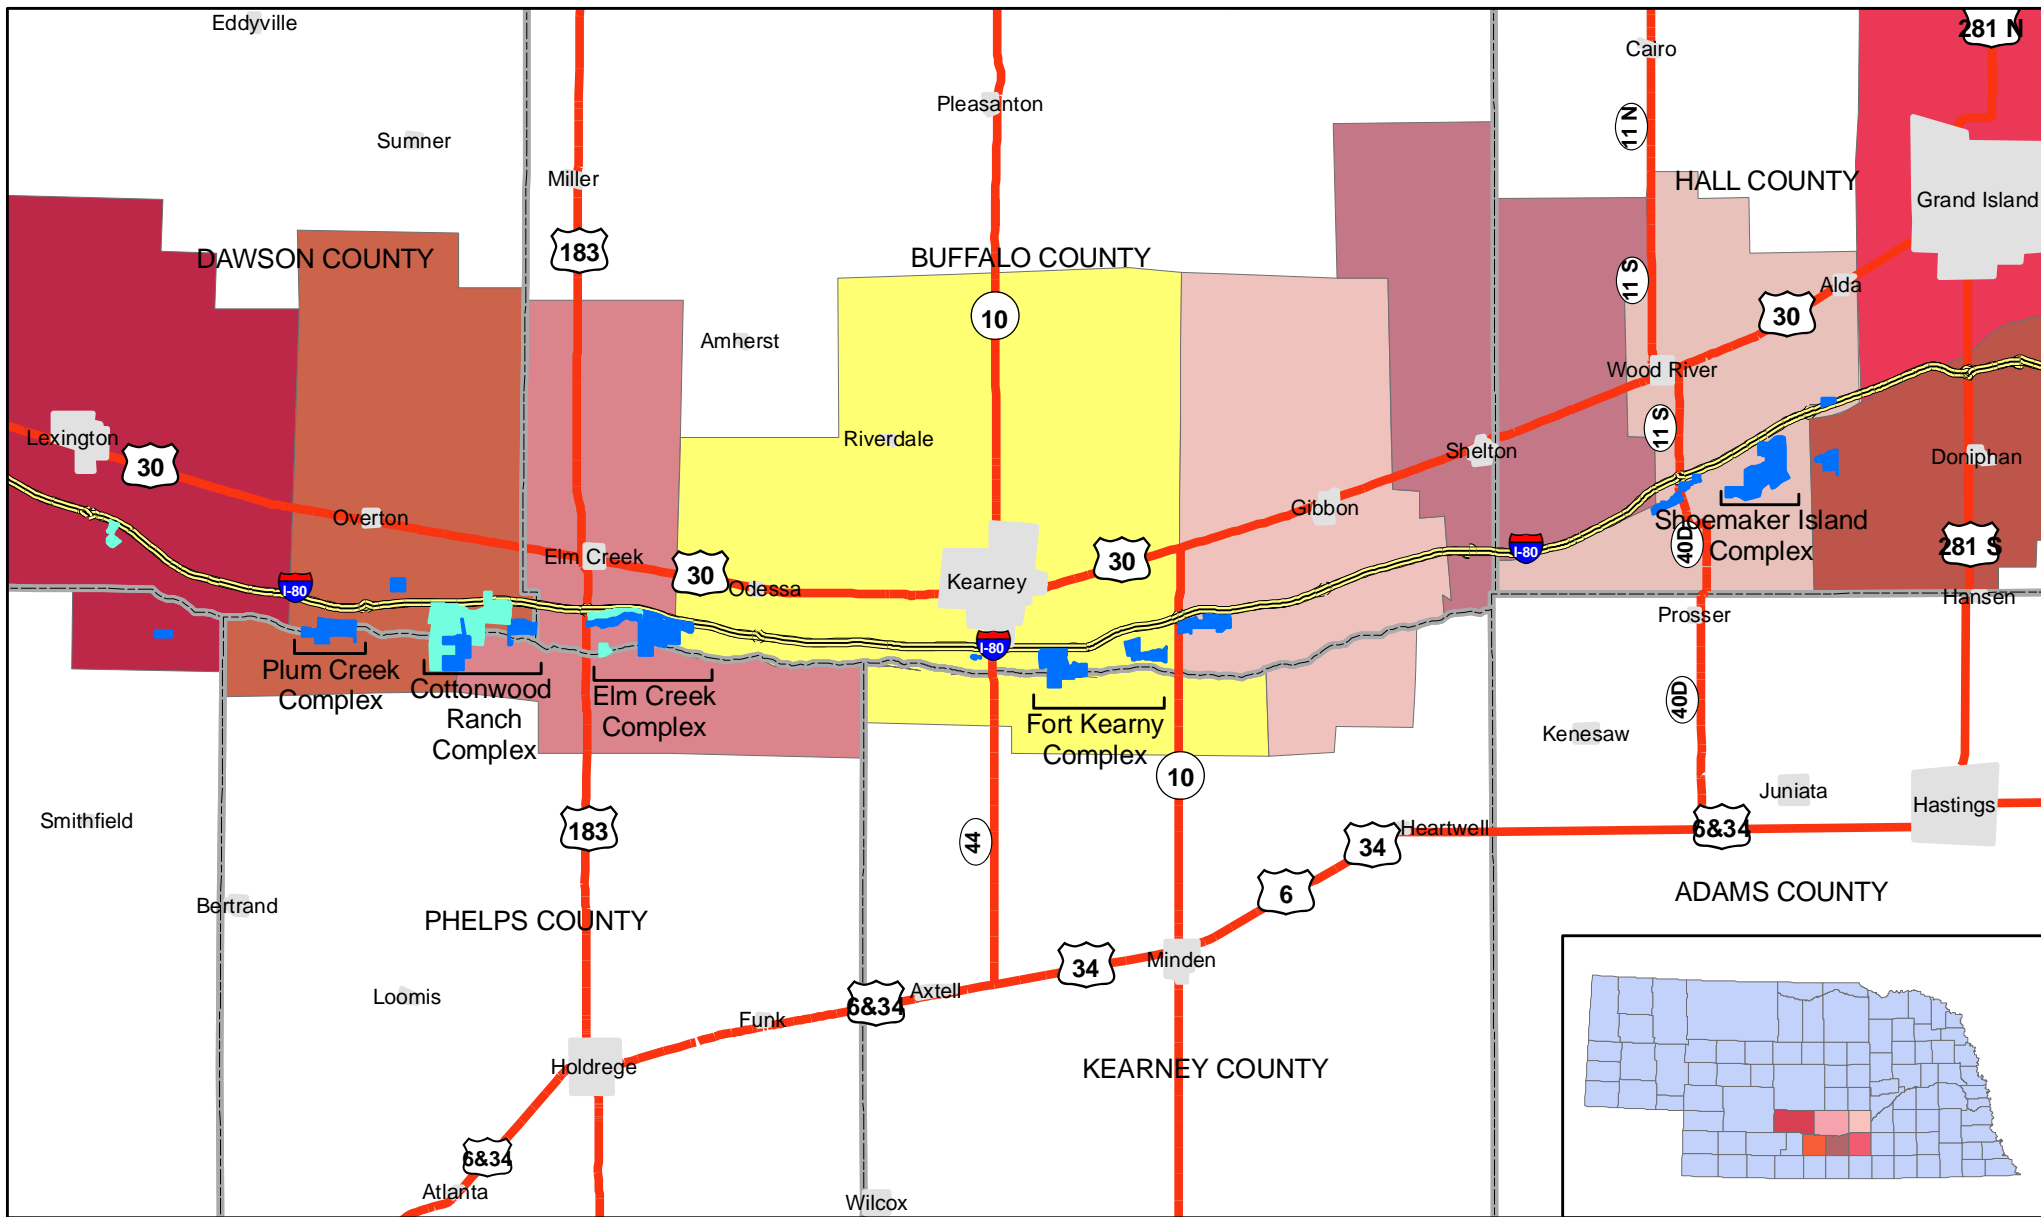 Eddyville
281 N
Cairo
Pleasanton
11 N
Sumner
Miller
HALL COUNTY
Grand Island
183
DAWSON COUNTY
BUFFALO COUNTY
11 S
Alda
10
30
Amherst
Wood River
Lexington
30
Riverdale
11 S
Shelton
Doniphan
Overton
Gibbon
Shoemaker Island
Complex
Elm Creek
30
Odessa
Kearney
30
I-80
40D
281 S
I-80
Hansen
Prosser
I-80
Plum Creek
Complex
Cottonwood
Ranch
Complex
Elm Creek
Complex
Fort Kearny
Complex
40D
Kenesaw
10
Juniata
Hastings
Smithfield
183
44
34
Heartwell
6&34
6
ADAMS COUNTY
Bertrand
PHELPS COUNTY
34
Minden
Loomis
6&34
Axtell
Funk
Holdrege
KEARNEY COUNTY
6&34
Atlanta
Wilcox